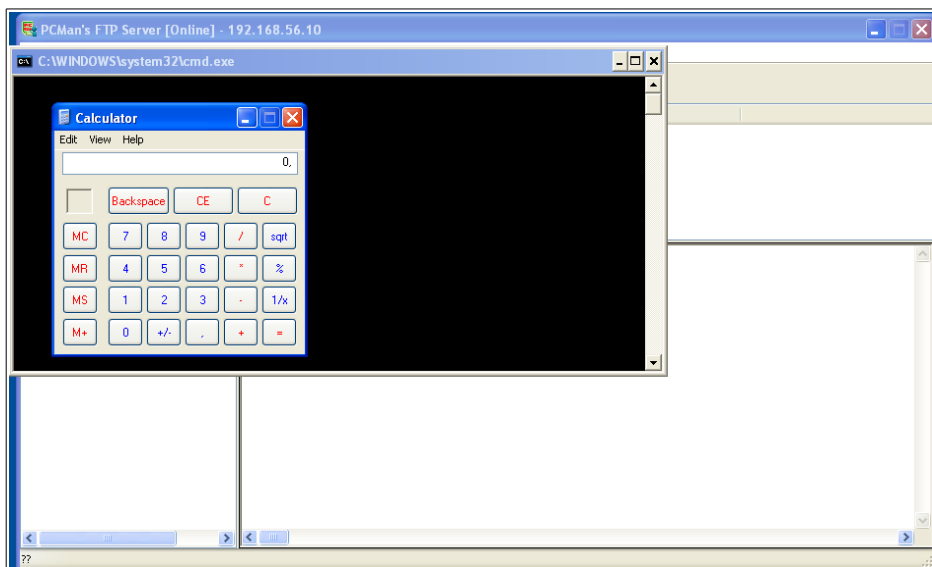 PCMan's FTP Server [Online] - 192.168.56.10
C:\WINDOWS\system32\cmd.exe
Calculator
Edit View Help
0,
Backspace CE C
MC 7 8 9 / sqrt
MR 4 5 6 * %
MS 1 2 3 - 1/x
M+ 0 +/- , + =
??